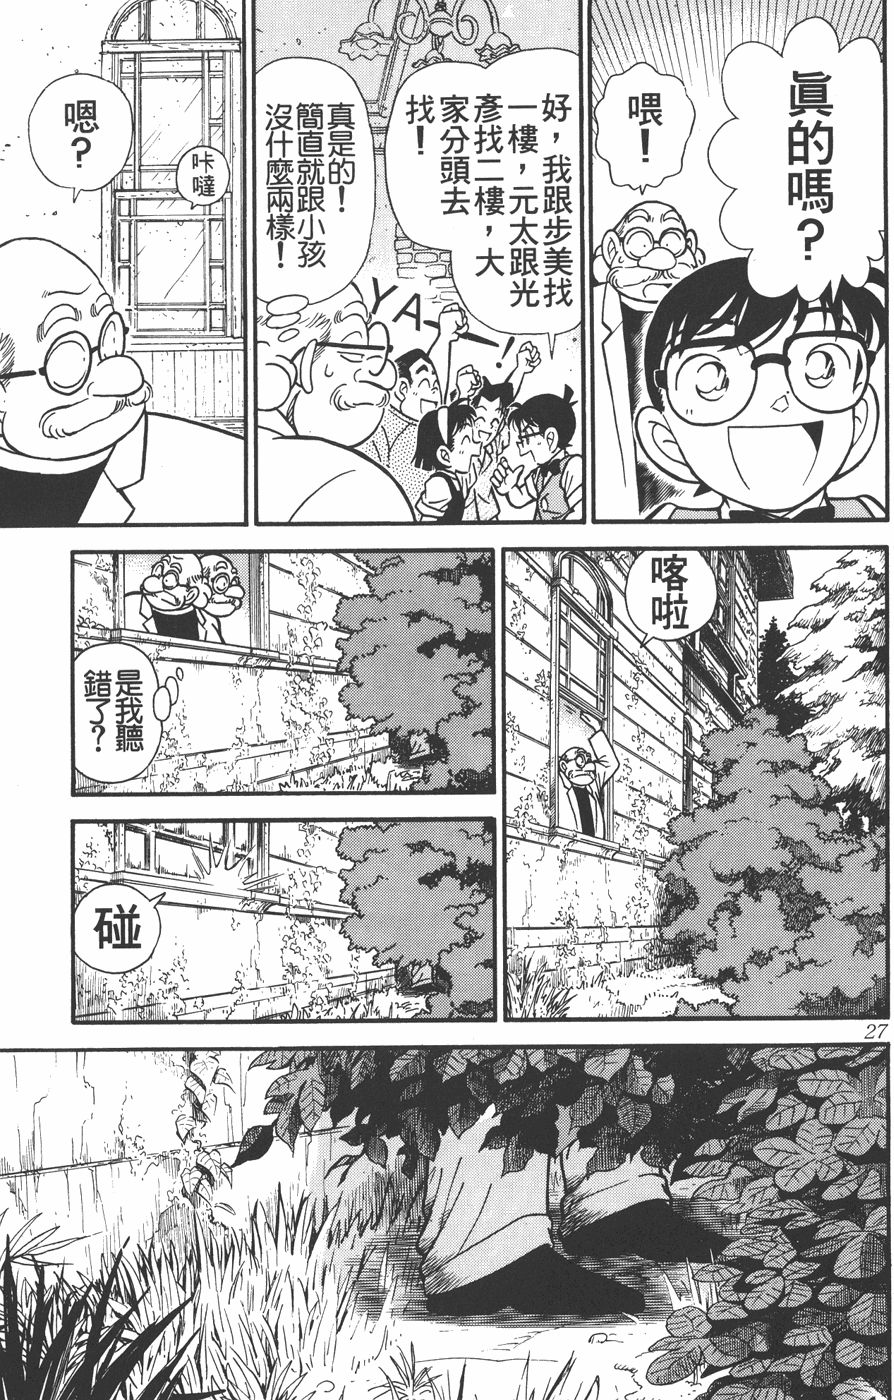 眞的嗎？
喂！
好，我跟步美找
一樓，元太跟光
彥找二樓，大
家分頭去
找！
真是的！
簡直就跟小孩
沒什麼兩樣！
YA—！
咔噠
嗯？
喀啦
是我聽
錯了？
碰
27